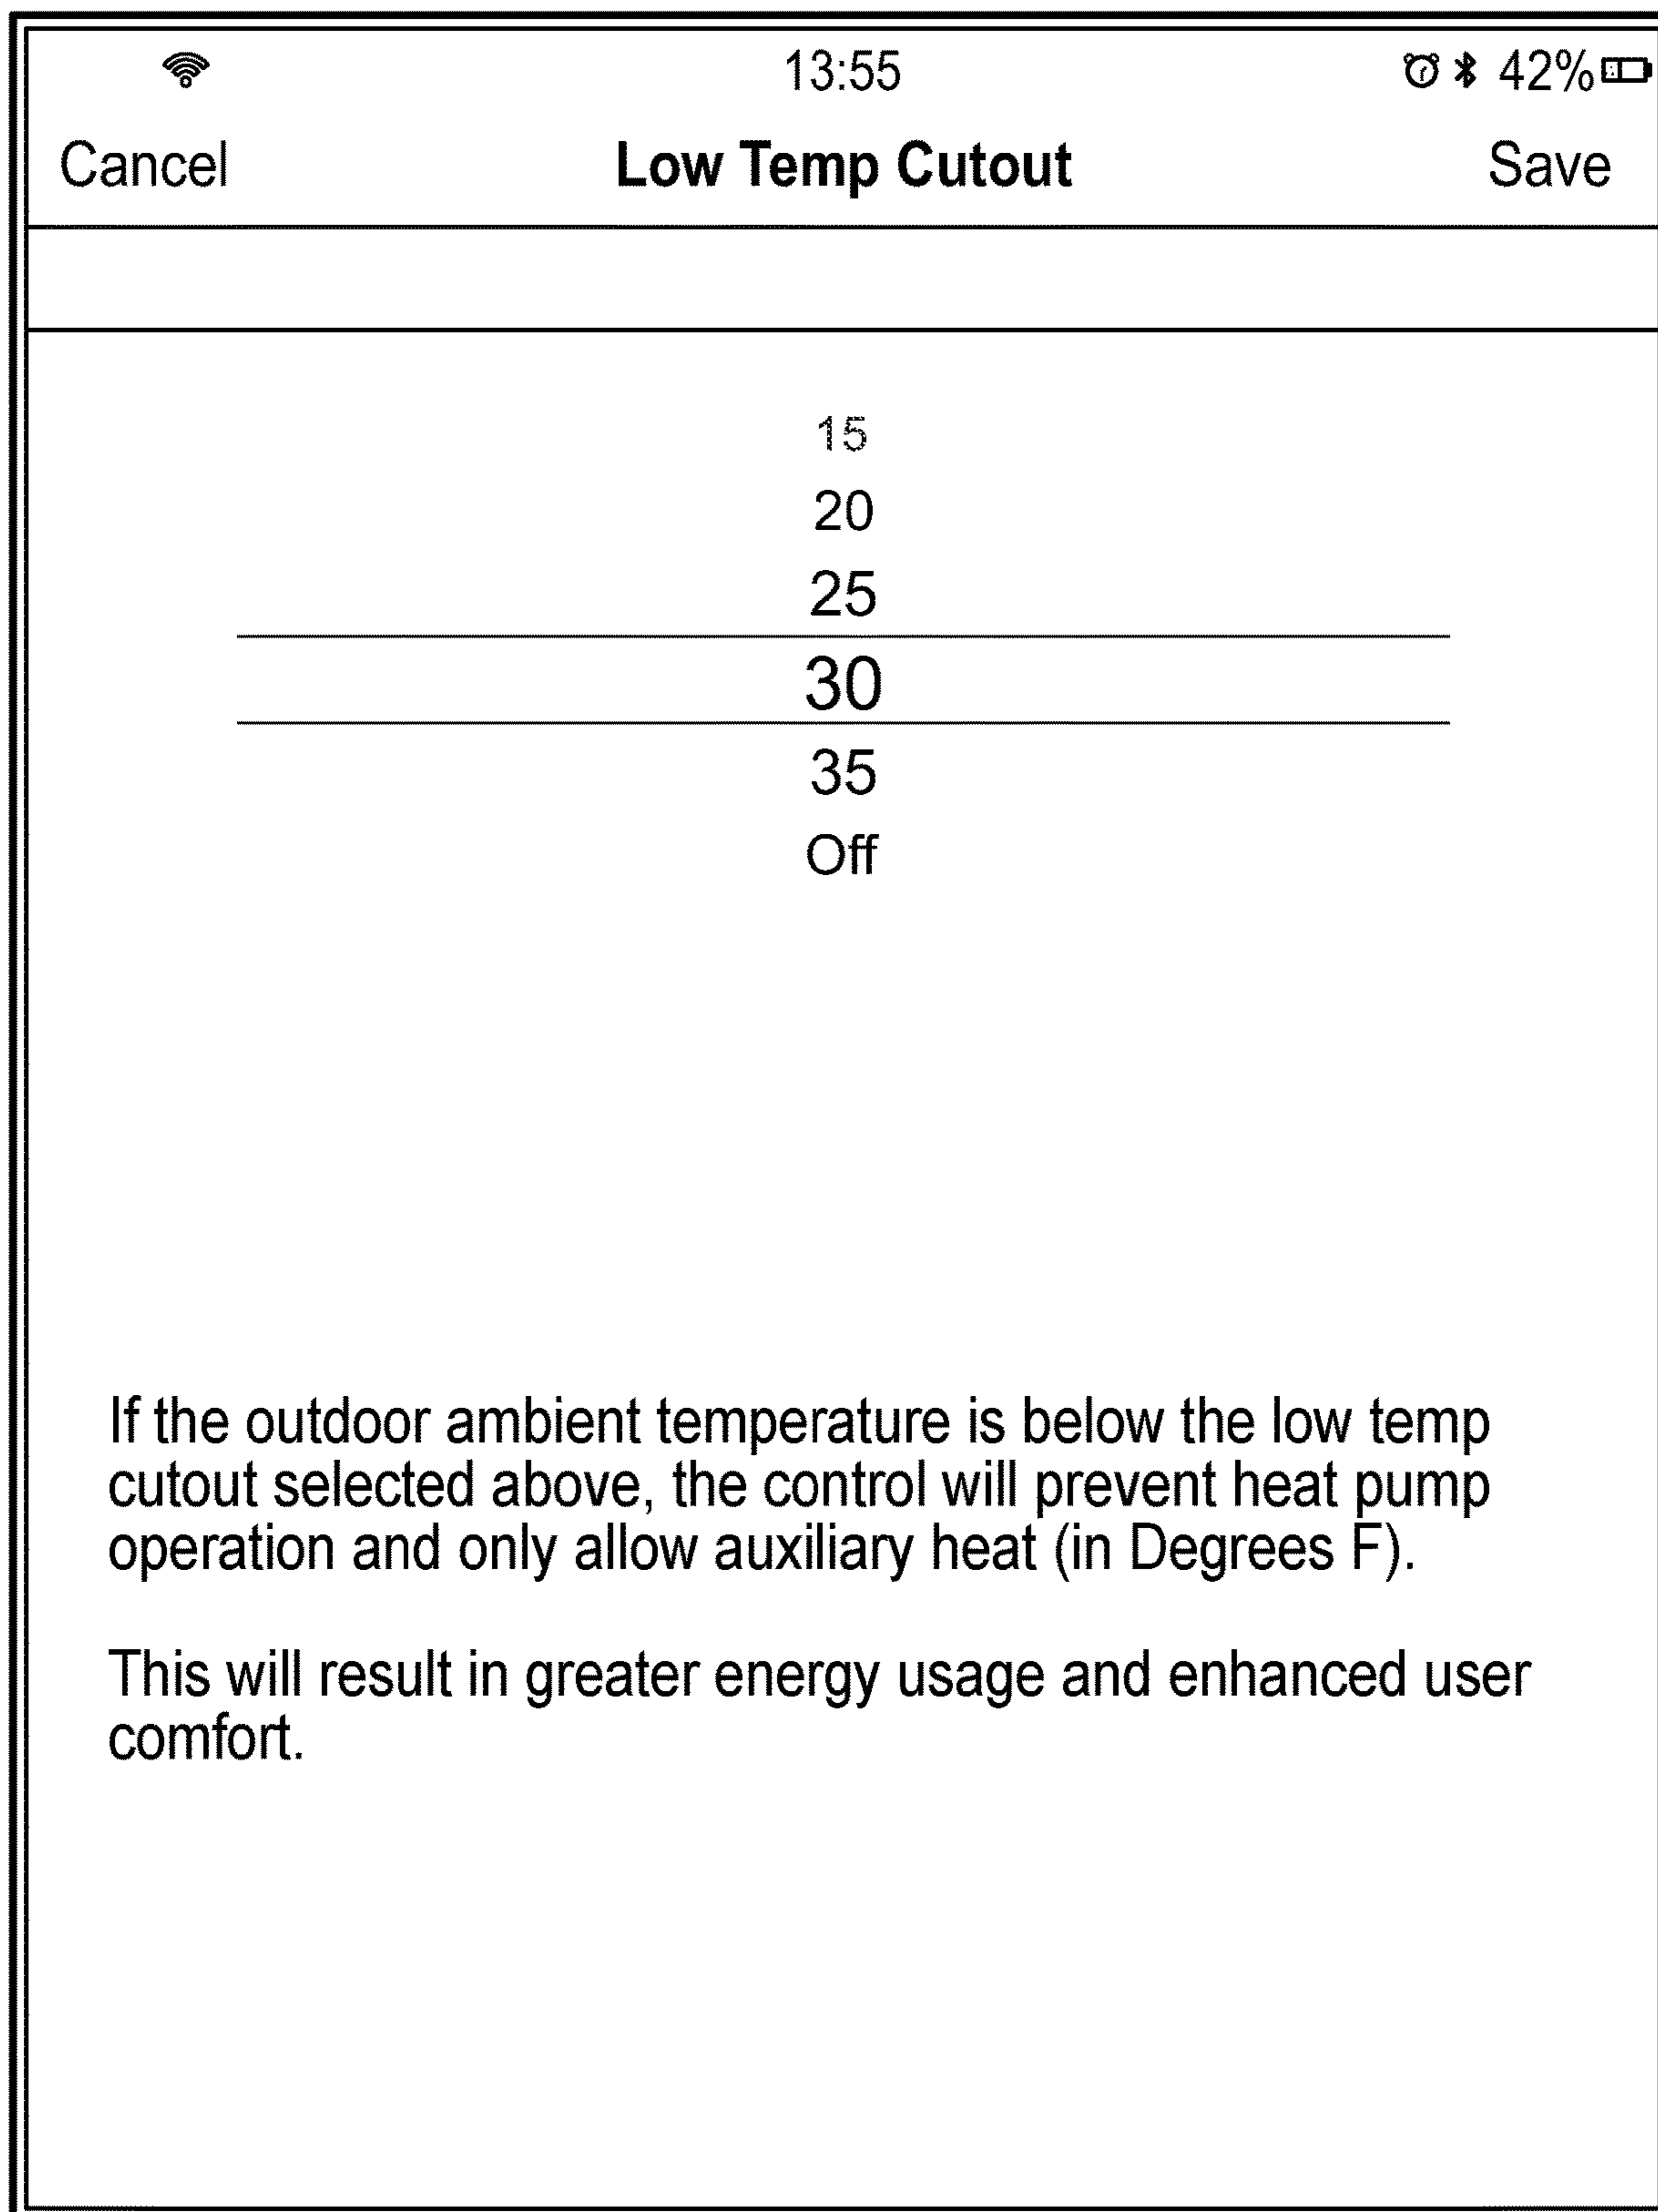 13:55
42%
Cancel
Low Temp Cutout
Save
15
20
25
30
35
Off
If the outdoor ambient temperature is below the low temp
cutout selected above, the control will prevent heat pump
operation and only allow auxiliary heat (in Degrees F).
This will result in greater energy usage and enhanced user
comfort.